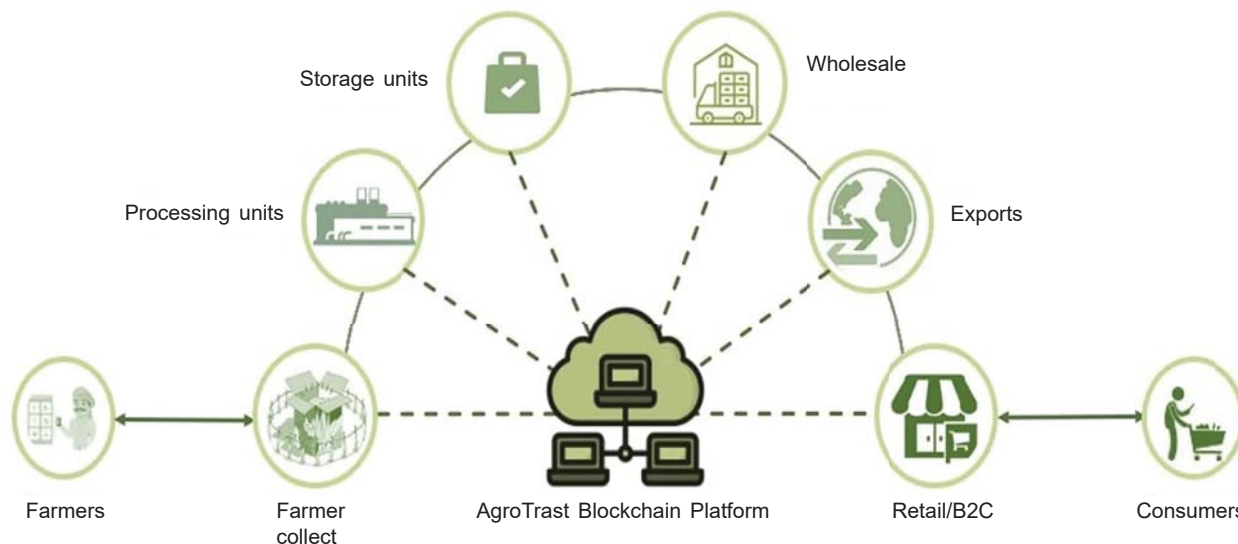 Storage units
Wholesale
Processing units
Exports
Farmers
Farmer
collect
AgroTrast Blockchain Platform
Retail/B2C
Consumers